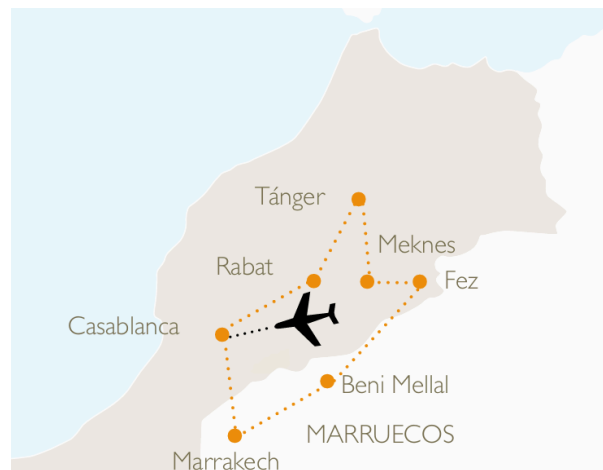 Tánger
Meknes
Rabat
Fez
Casablanca
Beni Mellal
MARRUECOS
Marrakech